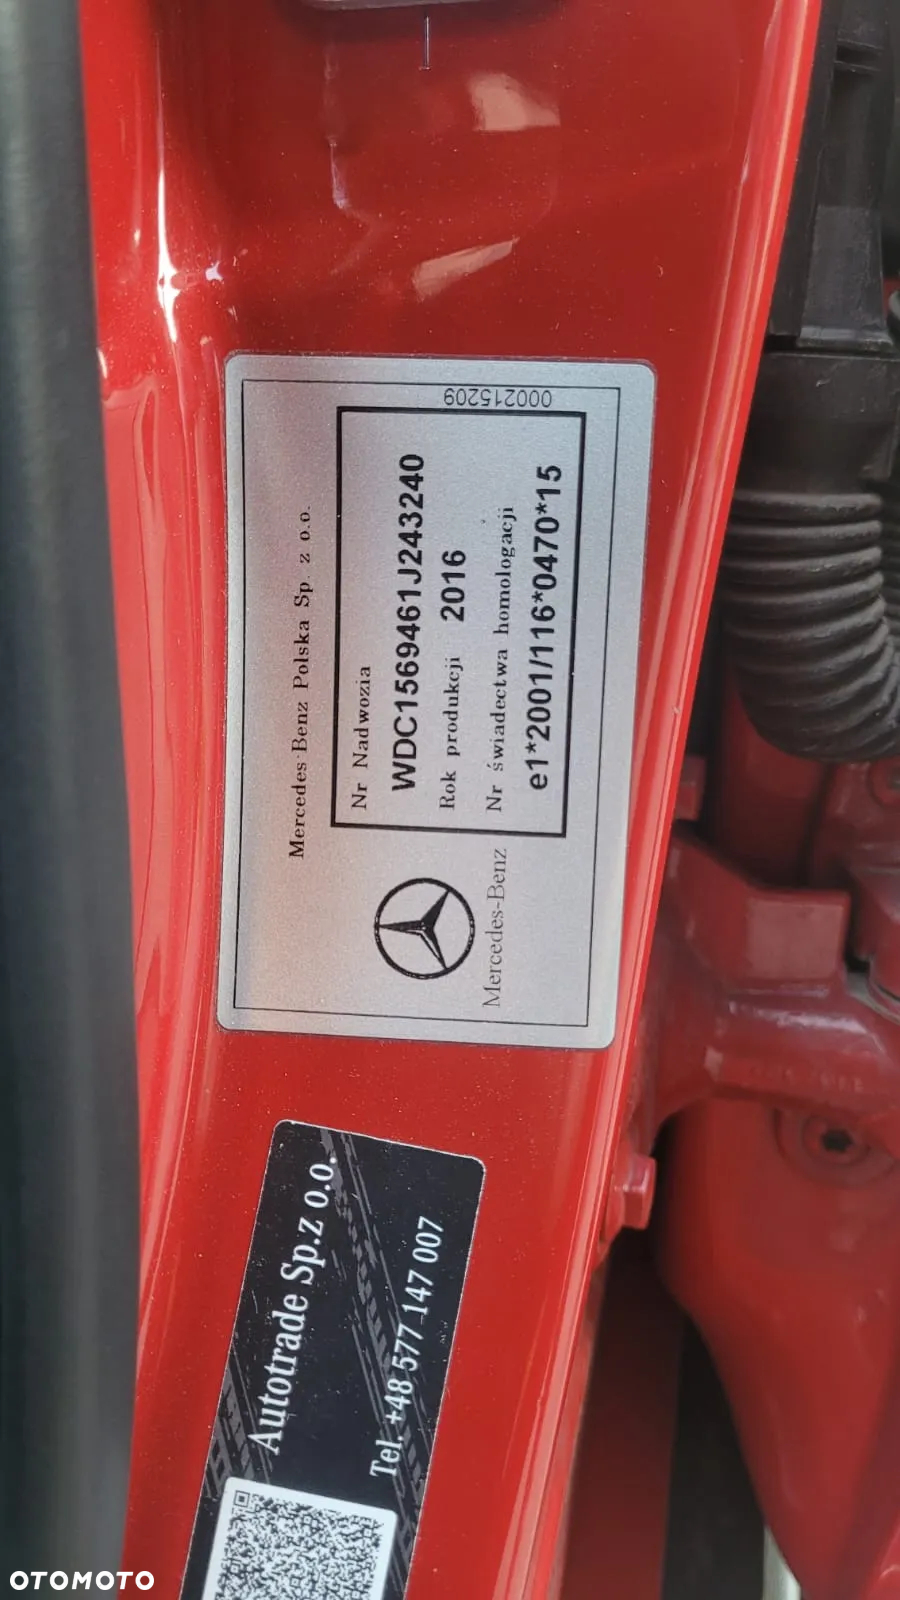 Mercedes-Benz Polska Sp. z o.o.
Nr Nadwozia
WDC1569461J243240
Rok produkcji 2016
Nr świadectwa homologacji
e1*2001/116*0470*15
000215209
Mercedes-Benz
Autotrade Sp.z o.o.
Tel. +48 577 147 007
OTOMOTO